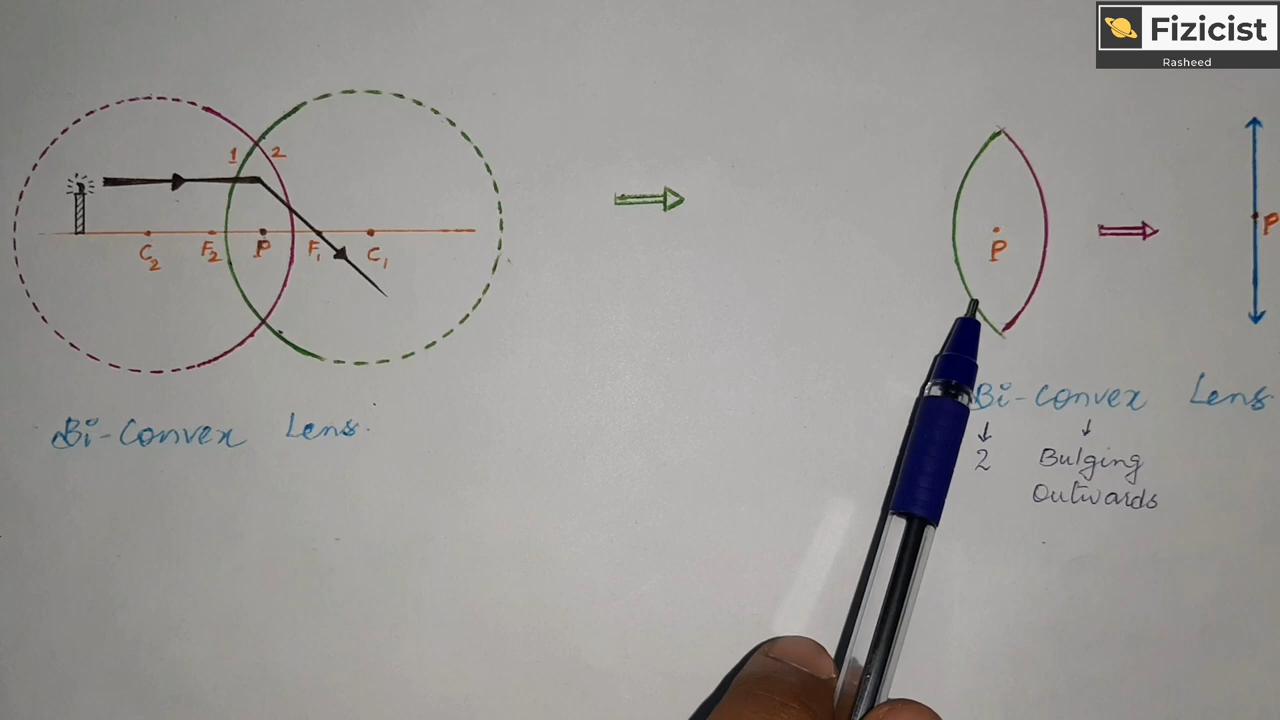 Fizicist
Rasheed
1 2
C2 F2 P F1 C1
P
P
Bi-Convex Lens.
Bi-Convex Lens.
2 Bulging
Outwards